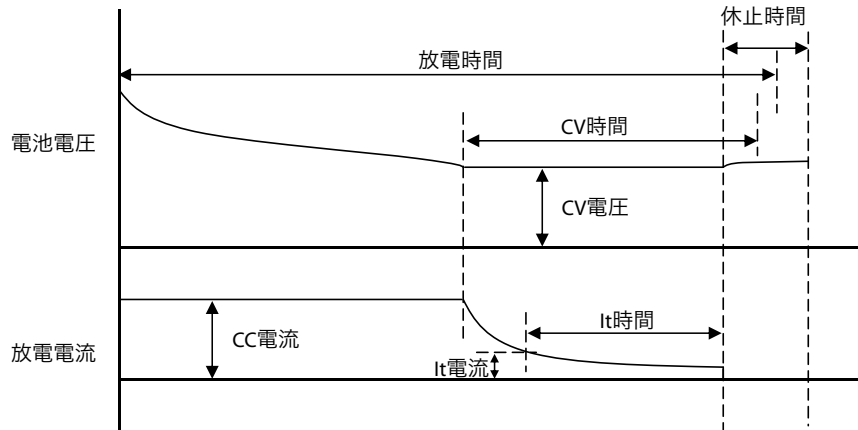 休止時間
放電時間
CV時間
電池電圧
CV電圧
It時間
CC電流
放電電流
It電流